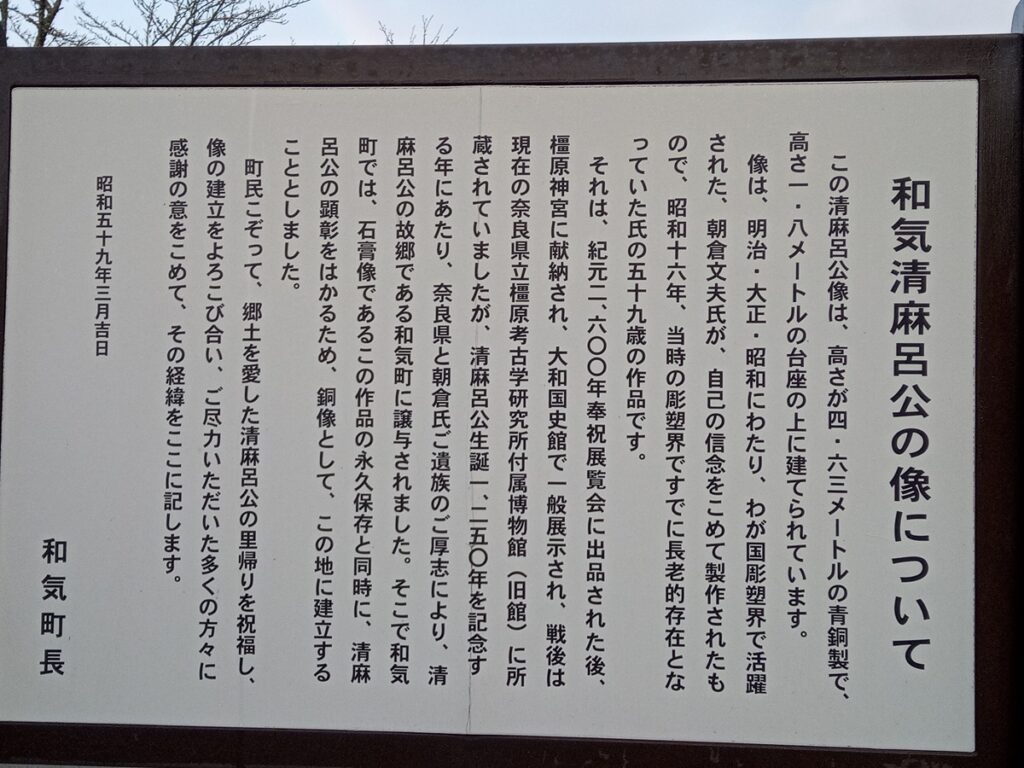 和気清麻呂公の像について
この清麻呂公像は、高さが四・六三メートルの青銅製で、
高さ一・八メートルの台座の上に建てられています。
像は、明治・大正・昭和にわたり、わが国彫塑界で活躍
された、朝倉文夫氏が、自己の信念をこめて製作されたも
ので、昭和十六年、当時の彫塑界ですでに長老的存在とな
っていた氏の五十九歳の作品です。
それは、紀元二、六〇〇年奉祝展覧会に出品された後、
橿原神宮に献納され、大和国史館で一般展示され、戦後は
現在の奈良県立橿原考古学研究所付属博物館（旧館）に所
蔵されていましたが、清麻呂公生誕一、二五〇年を記念す
る年にあたり、奈良県と朝倉氏ご遺族のご厚志により、清
麻呂公の故郷である和気町に譲与されました。そこで和気
町では、石膏像であるこの作品の永久保存と同時に、清麻
呂公の顕彰をはかるため、銅像として、この地に建立する
こととしました。
町民こぞって、郷土を愛した清麻呂公の里帰りを祝福し、
像の建立をよろこび合い、ご尽力いただいた多くの方々に
感謝の意をこめて、その経緯をここに記します。
昭和五十九年三月吉日
和気町長